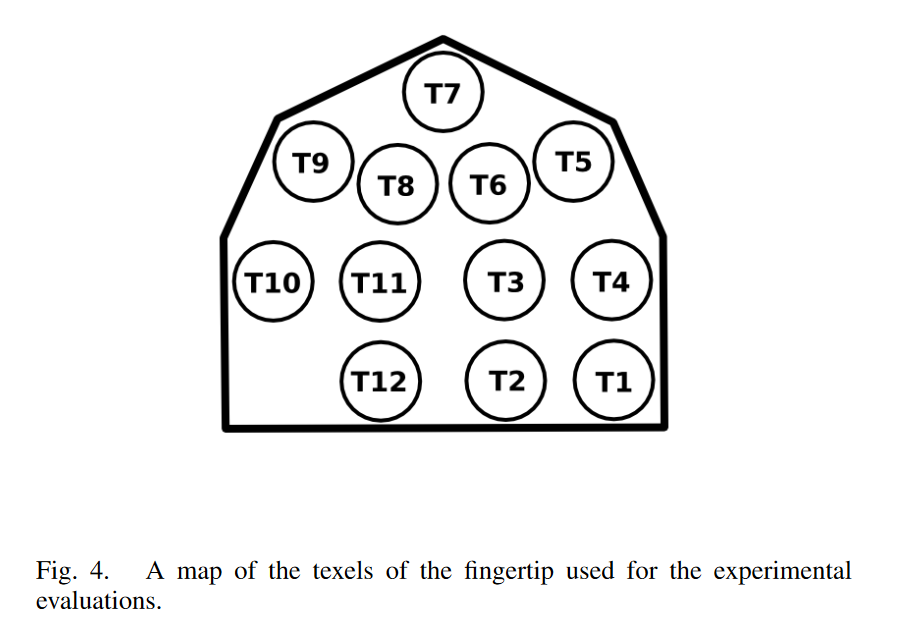 T7
T9 T8 T6 T5
T10 T11 T3 T4
T12 T2 T1
Fig. 4. A map of the texels of the fingertip used for the experimental
evaluations.